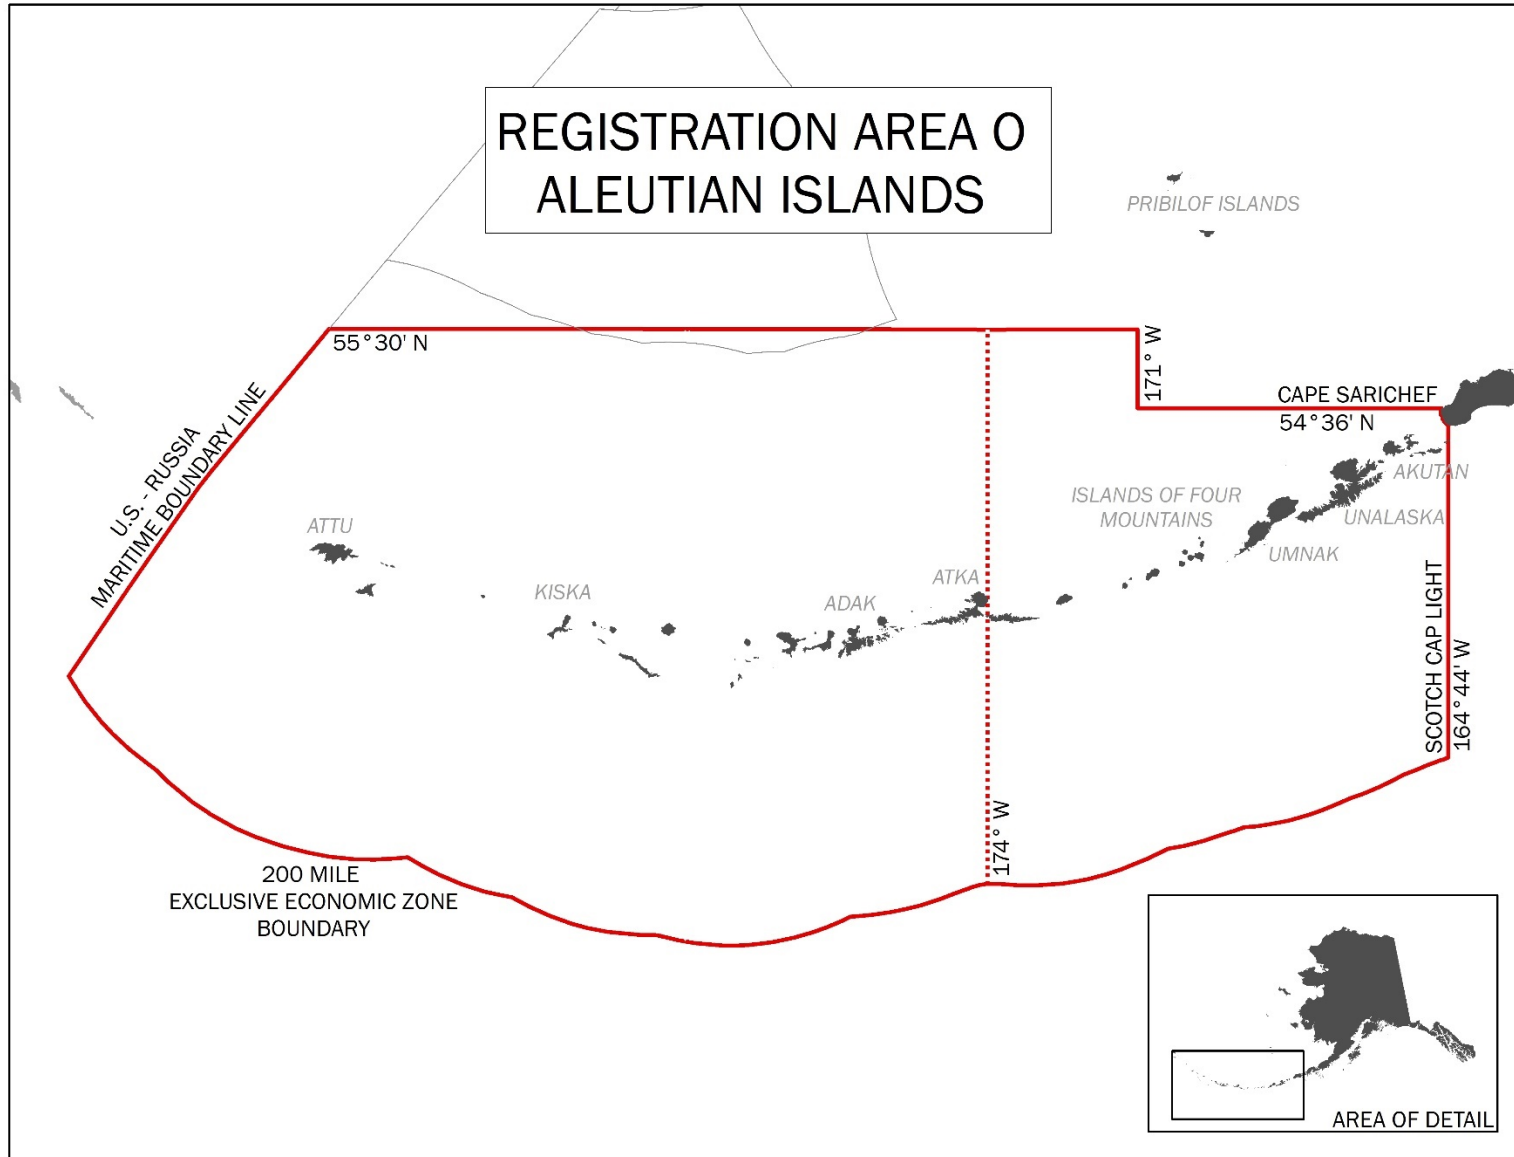 REGISTRATION AREA O
ALEUTIAN ISLANDS
PRIBILOF ISLANDS
55°30' N
171° W
CAPE SARICHEF
54°36' N
U.S. - RUSSIA
MARITIME BOUNDARY LINE
AKUTAN
ISLANDS OF FOUR
MOUNTAINS
UNALASKA
ATTU
UMNAK
KISKA
ADAK
ATKA
SCOTCH CAP LIGHT
164°44' W
174° W
200 MILE
EXCLUSIVE ECONOMIC ZONE
BOUNDARY
AREA OF DETAIL